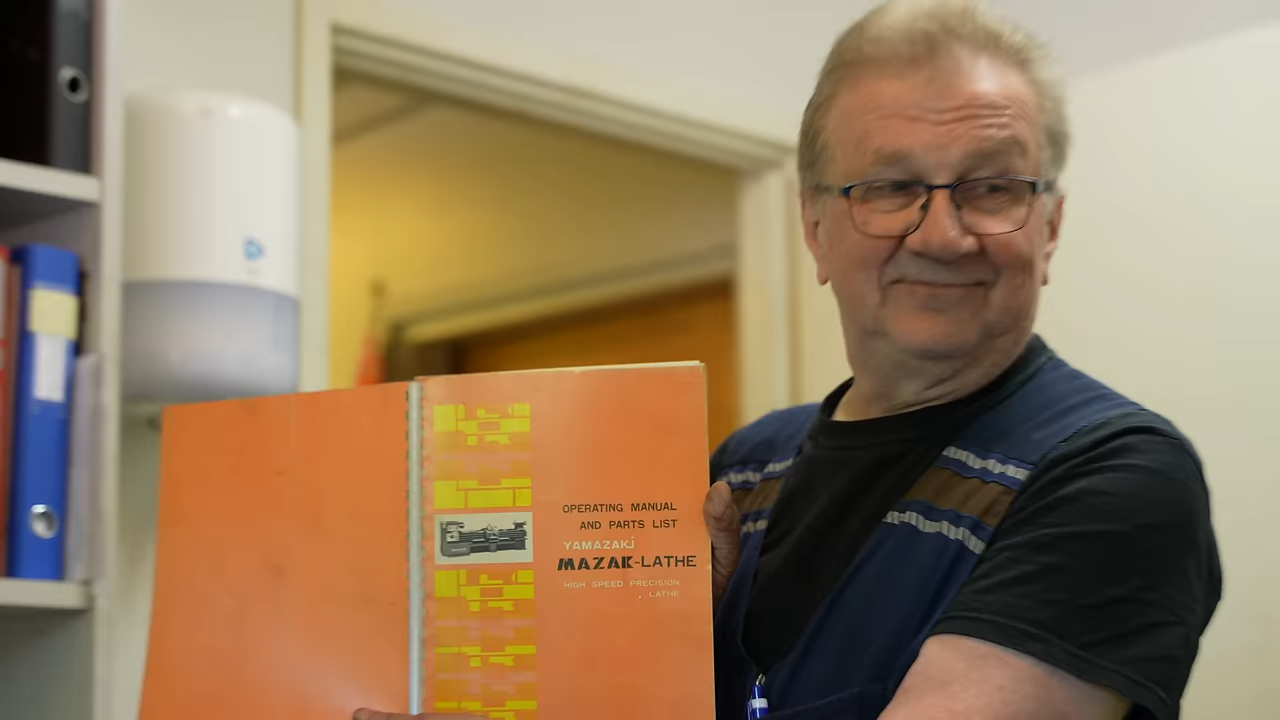 OPERATING MANUAL
AND PARTS LIST
YAMAZAKi
MAZAK-LATHE
HIGH SPEED PRECISION
LATHE